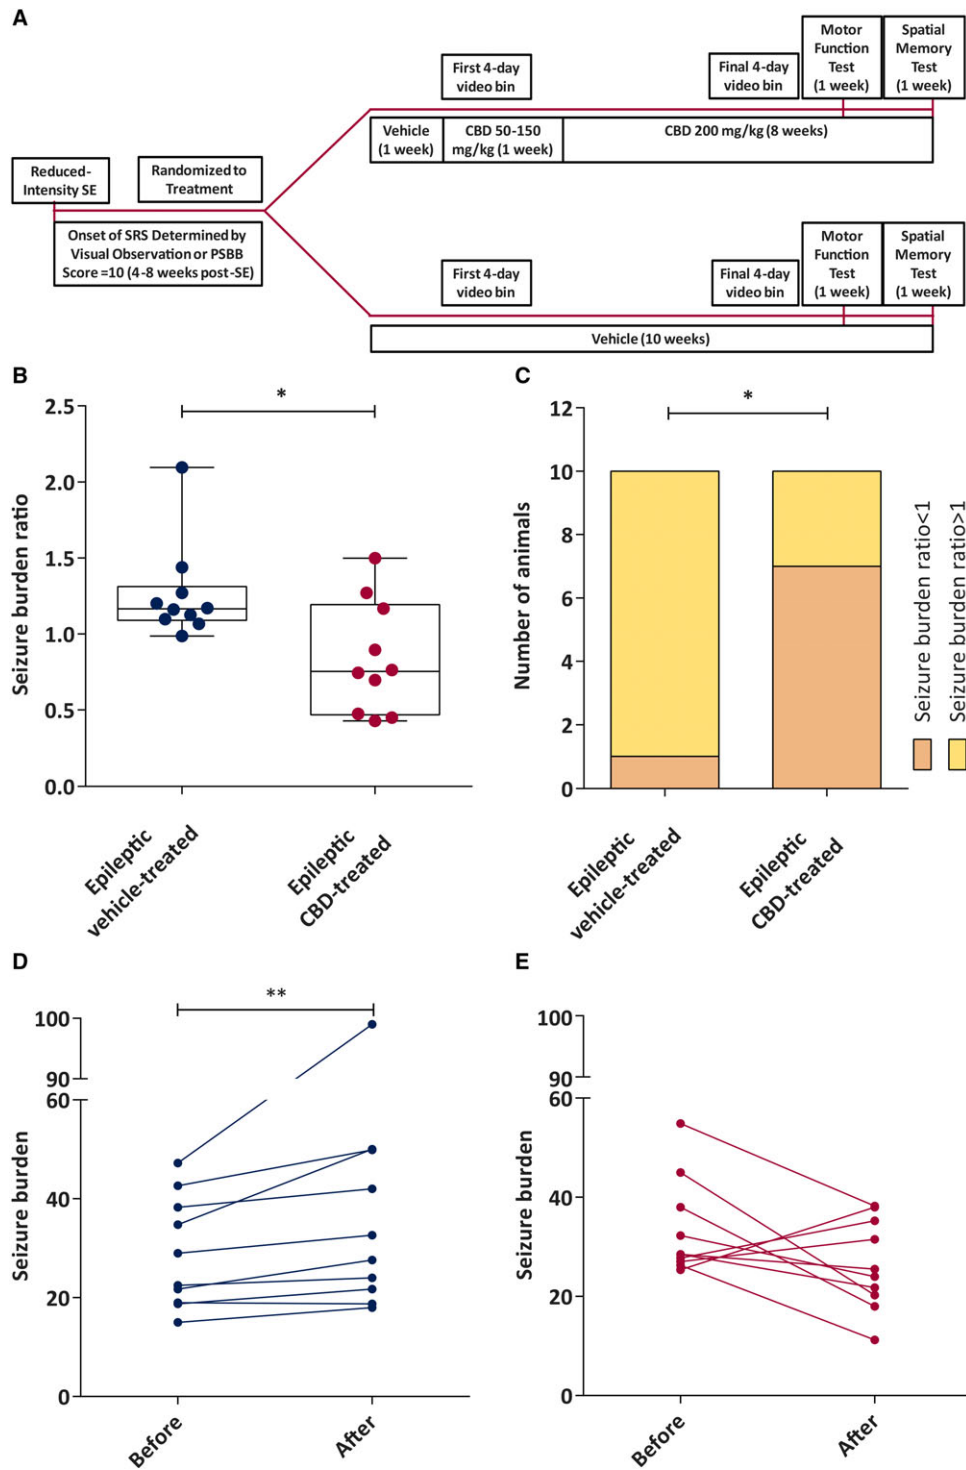 A
Reduced-
Intensity SE
Randomized to
Treatment
Onset of SRS Determined by
Visual Observation or PSBB
Score =10 (4-8 weeks post-SE)
First 4-day
video bin
Final 4-day
video bin
Motor
Function
Test
(1 week)
Spatial
Memory
Test
(1 week)
Vehicle
(1 week)
CBD 50-150
mg/kg (1 week)
CBD 200 mg/kg (8 weeks)
First 4-day
video bin
Final 4-day
video bin
Motor
Function
Test
(1 week)
Spatial
Memory
Test
(1 week)
Vehicle (10 weeks)
B
Seizure burden ratio
2.5
2.0
1.5
1.0
0.5
0.0
*
Epileptic
vehicle-treated
Epileptic
CBD-treated
C
Number of animals
12
10
8
6
4
2
0
*
Epileptic
vehicle-treated
Epileptic
CBD-treated
Seizure burden ratio<1
Seizure burden ratio>1
D
Seizure burden
100
90
60
40
20
0
**
Before
After
E
Seizure burden
100
90
60
40
20
0
Before
After